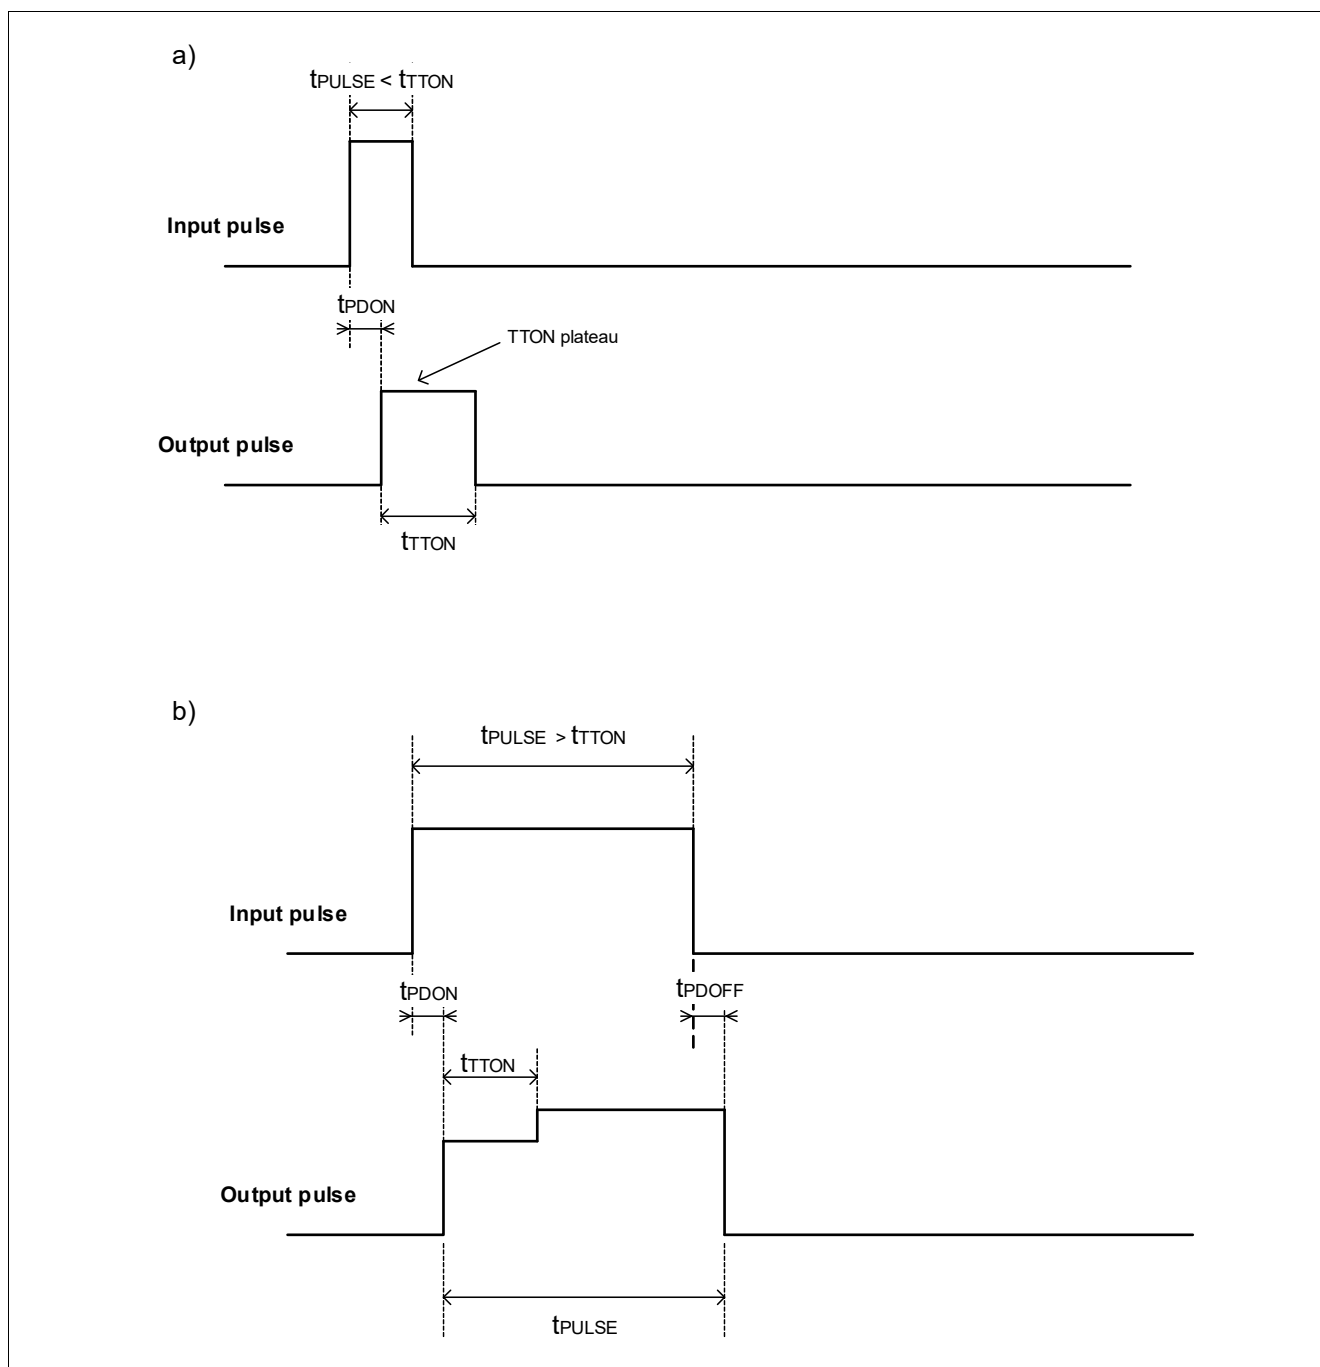 a)
tPULSE < tTTON
Input pulse
tPDON
TTON plateau
Output pulse
tTTON
b)
tPULSE > tTTON
Input pulse
tPDON
tPDOFF
tTTON
Output pulse
tPULSE